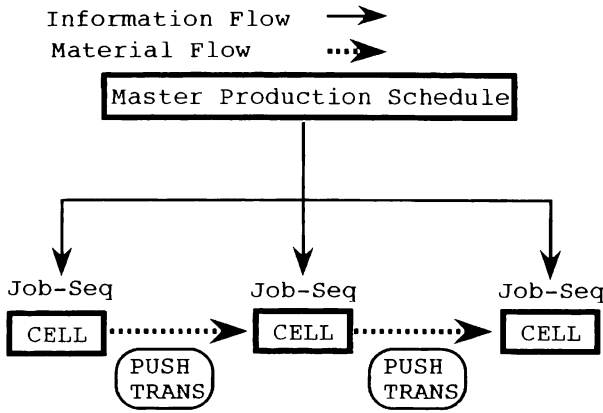 Information Flow
Material Flow
Master Production Schedule
Job-Seq Job-Seq Job-Seq
CELL CELL CELL
PUSH TRANS
PUSH TRANS